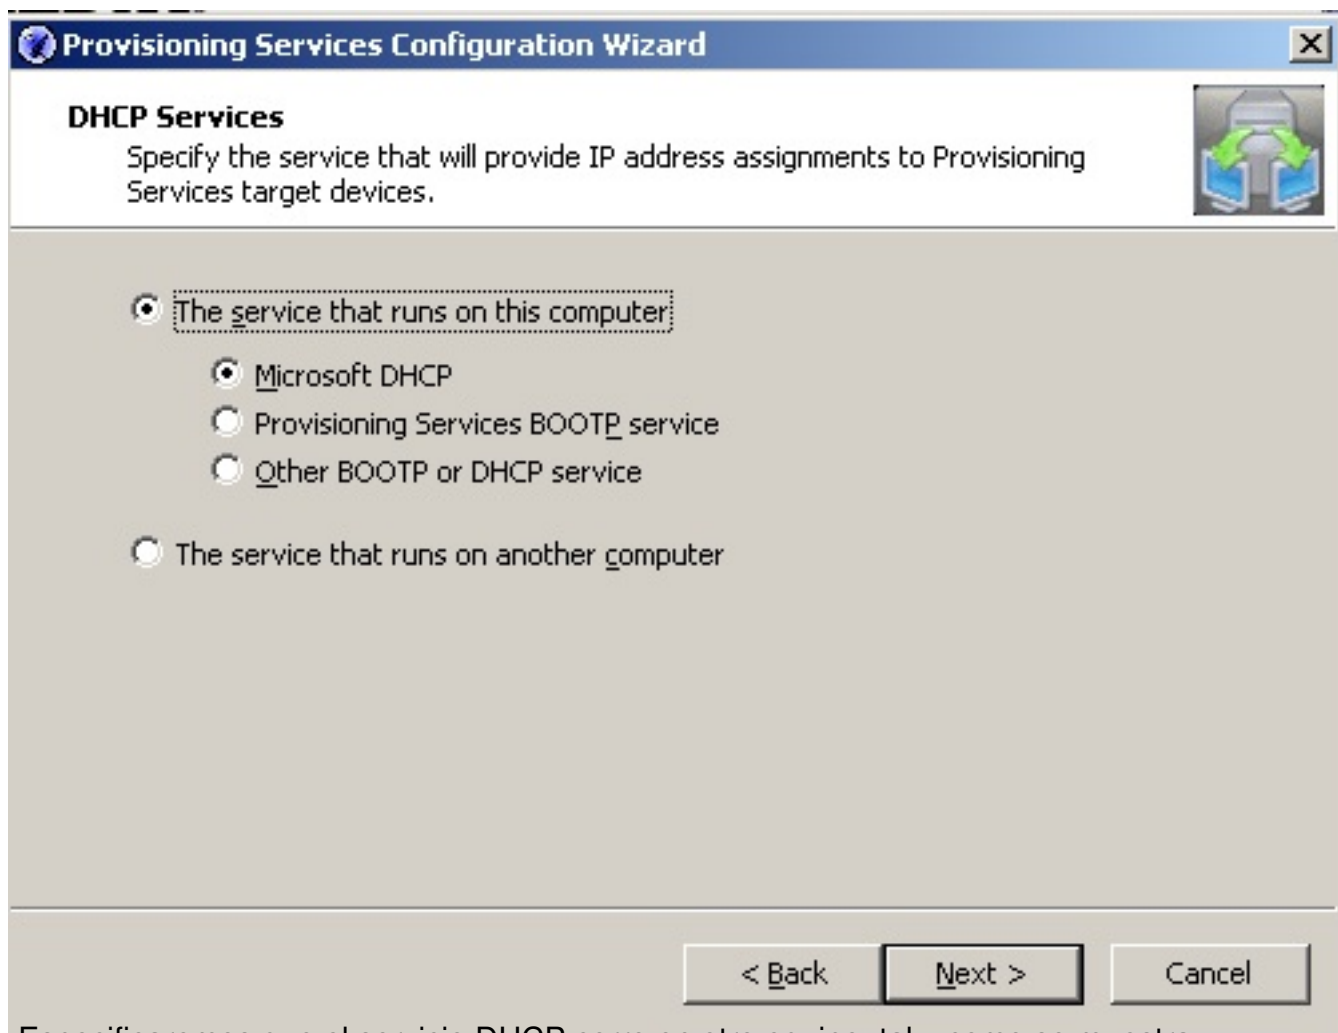 Provisioning Services Configuration Wizard
DHCP Services
Specify the service that will provide IP address assignments to Provisioning
Services target devices.
The service that runs on this computer
Microsoft DHCP
Provisioning Services BOOTP service
Other BOOTP or DHCP service
The service that runs on another computer
< Back
Next >
Cancel